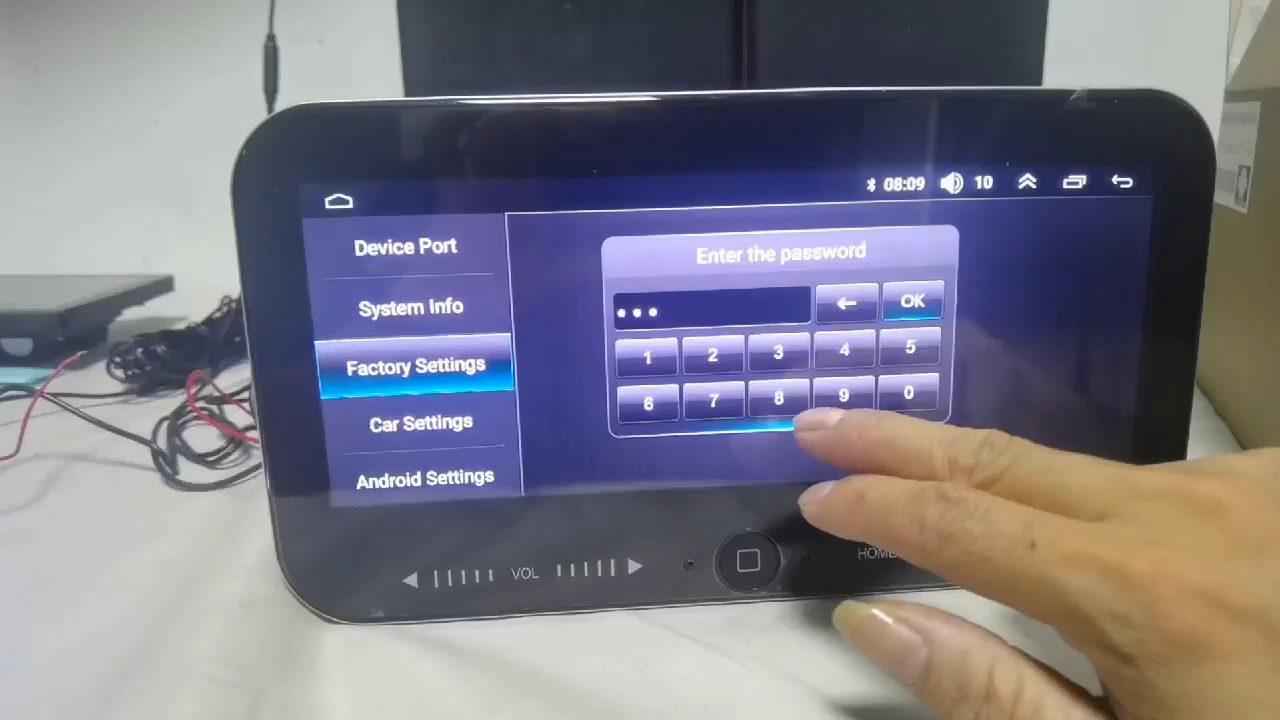 08:09 10
Device Port
System Info
Factory Settings
Car Settings
Android Settings
Enter the password
OK
1 2 3 4 5
6 7 8 9 0
VOL
HOME